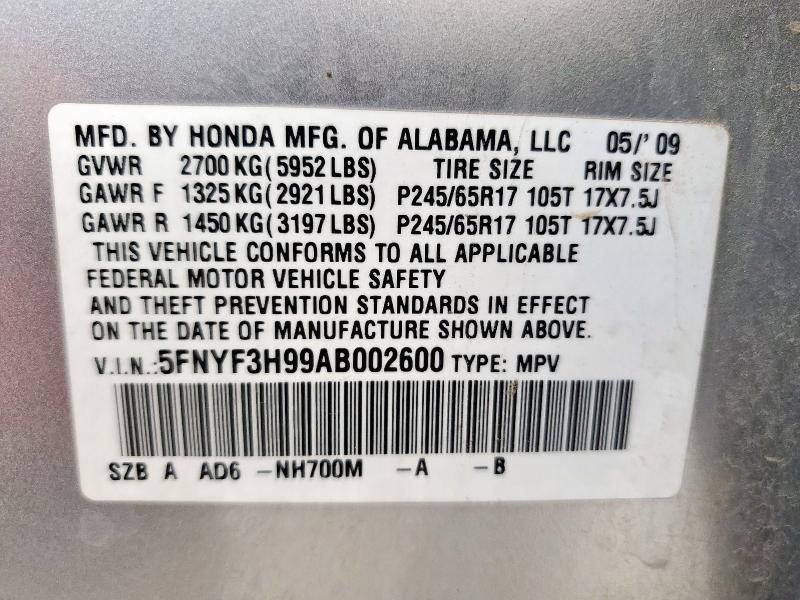 MFD. BY HONDA MFG. OF ALABAMA, LLC 05/'09
GVWR 2700 KG(5952 LBS) TIRE SIZE RIM SIZE
GAWR F 1325 KG(2921 LBS) P245/65R17 105T 17X7.5J
GAWR R 1450 KG(3197 LBS) P245/65R17 105T 17X7.5J
THIS VEHICLE CONFORMS TO ALL APPLICABLE
FEDERAL MOTOR VEHICLE SAFETY
AND THEFT PREVENTION STANDARDS IN EFFECT
ON THE DATE OF MANUFACTURE SHOWN ABOVE.
V.I.N.:5FNYF3H99AB002600 TYPE: MPV
SZB A AD6 -NH700M -A -B